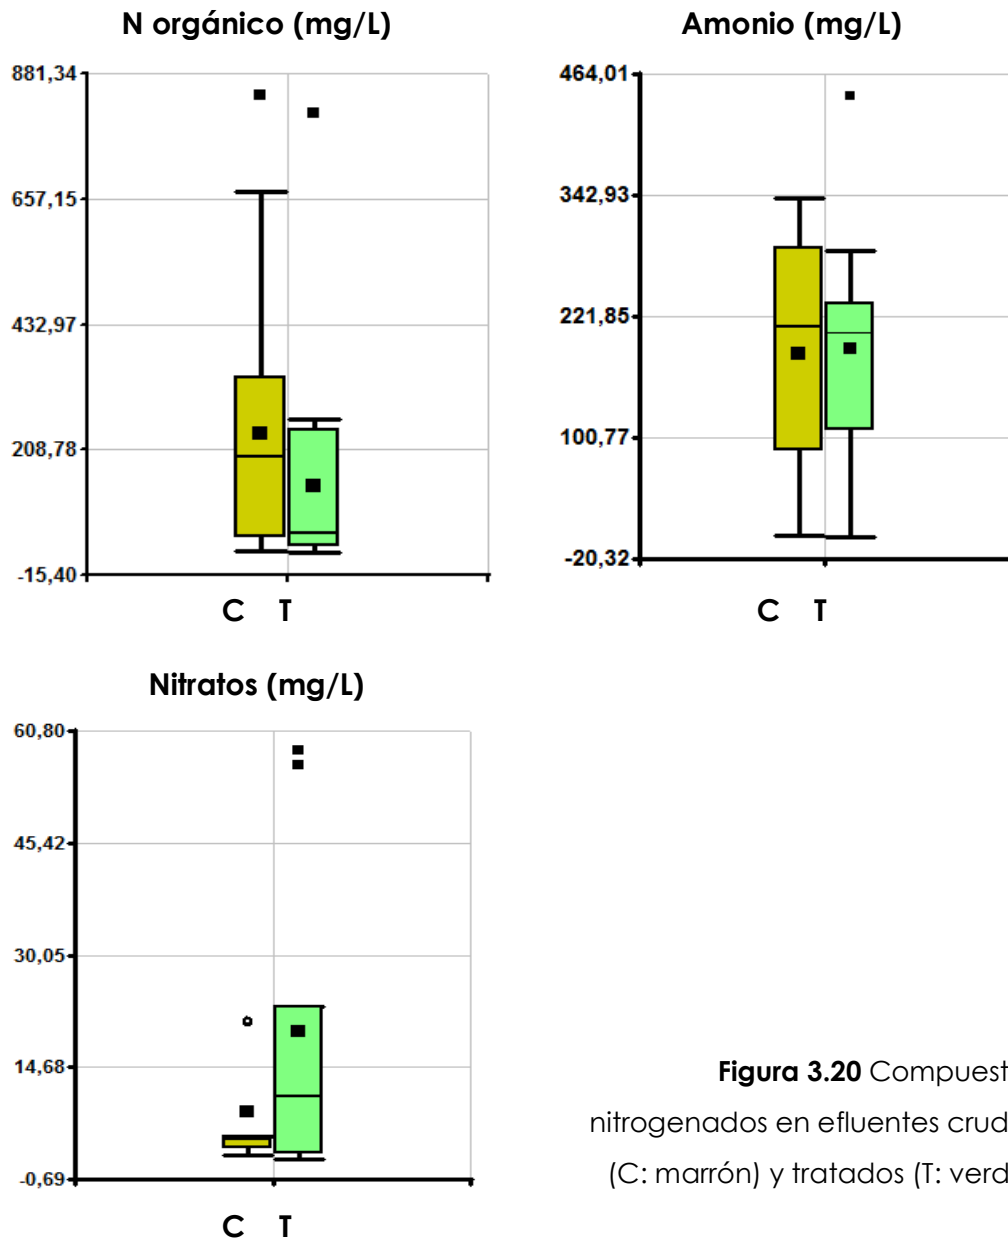 N orgánico (mg/L)
881,34
657,15
432,97
208,78
-15,40
C T
Amonio (mg/L)
464,01
342,93
221,85
100,77
-20,32
C T
Nitratos (mg/L)
60,80
45,42
30,05
14,68
-0,69
C T
Figura 3.20 Compuest
nitrogenados en efluentes crud
(C: marrón) y tratados (T: verd